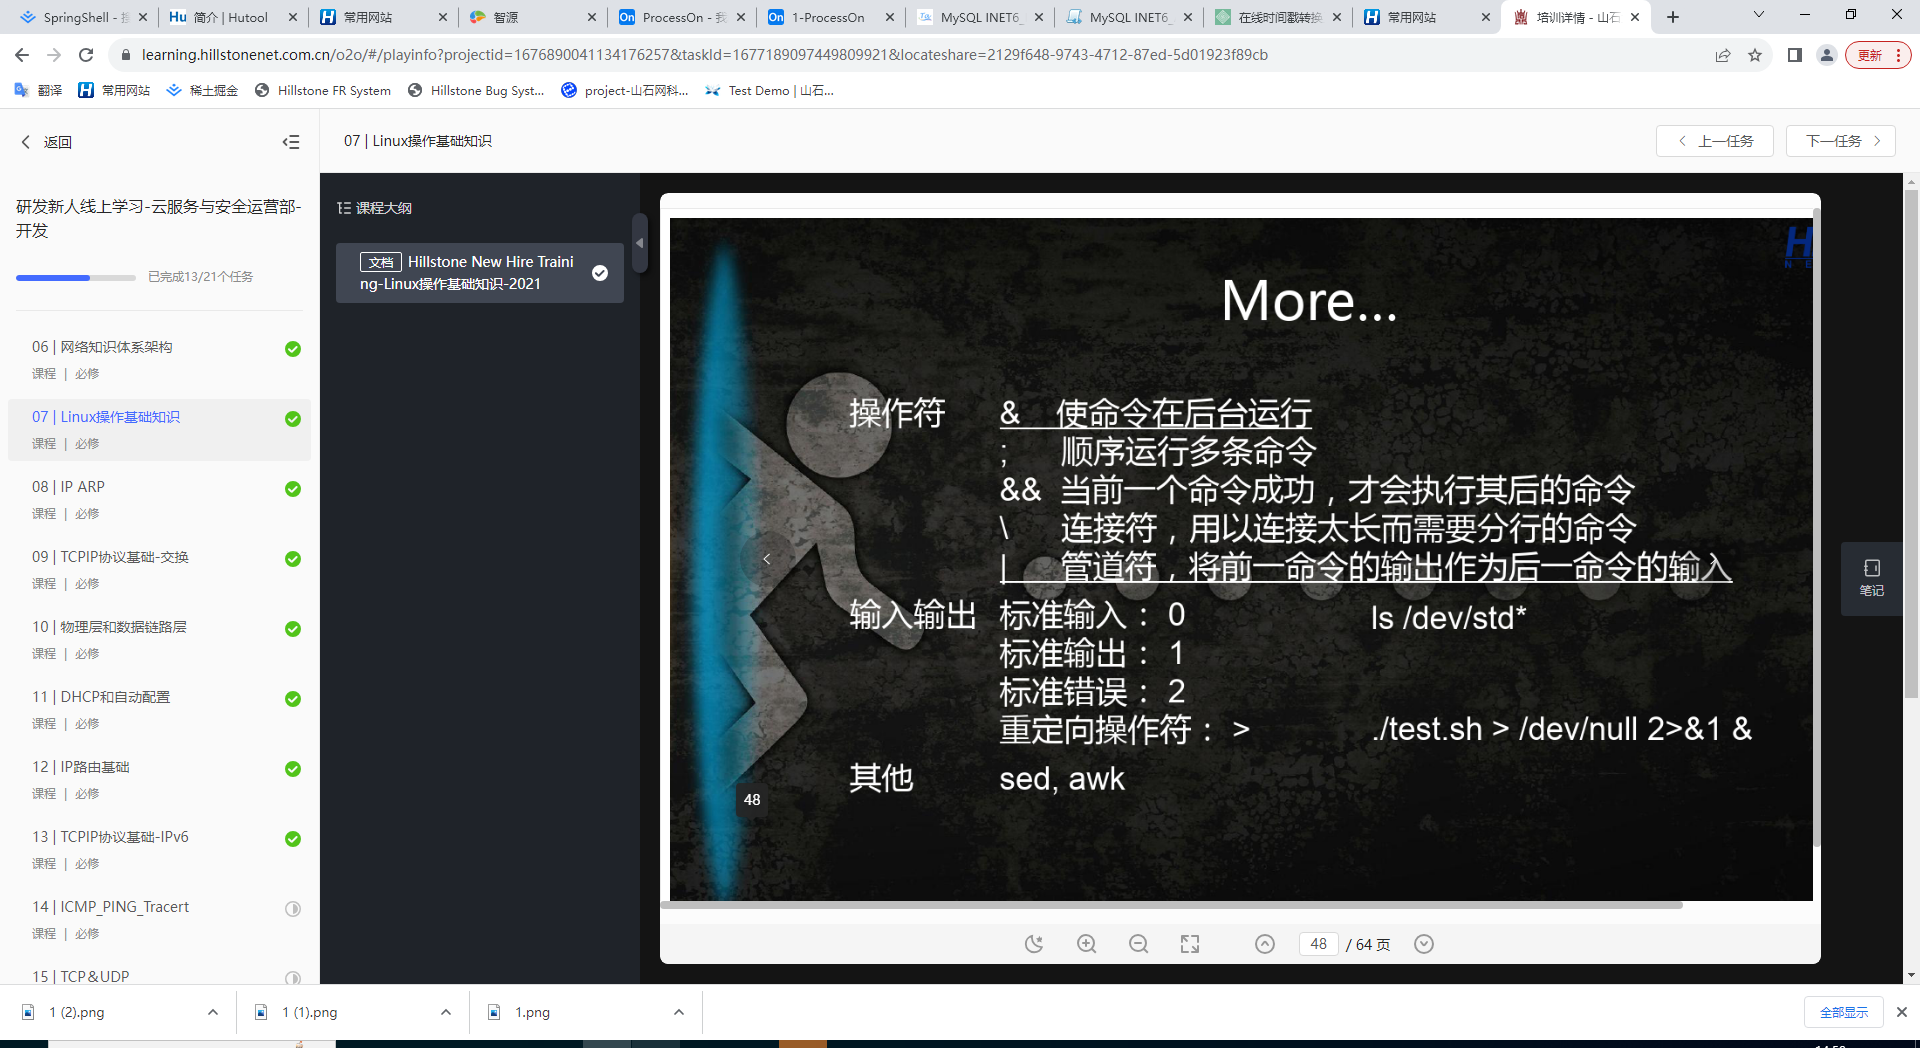 SpringShell - 搜
简介 | Hutool
常用网站
智源
ProcessOn - 我
1-ProcessOn
MySQL INET6_
MySQL INET6_
在线时间戳转换
常用网站
培训详情 - 山石
learning.hillstonenet.com.cn/o2o/#/playinfo?projectid=1676890041134176257&taskId=1677189097449809921&locateshare=2129f648-9743-4712-87ed-5d01923f89cb
更新
翻译
常用网站
稀土掘金
Hillstone FR System
Hillstone Bug Syst...
project-山石网科...
Test Demo | 山石...
返回
07 | Linux操作基础知识
上一任务
下一任务
研发新人线上学习-云服务与安全运营部-
开发
已完成13/21个任务
06 | 网络知识体系架构
课程 | 必修
07 | Linux操作基础知识
课程 | 必修
08 | IP ARP
课程 | 必修
09 | TCPIP协议基础-交换
课程 | 必修
10 | 物理层和数据链路层
课程 | 必修
11 | DHCP和自动配置
课程 | 必修
12 | IP路由基础
课程 | 必修
13 | TCPIP协议基础-IPv6
课程 | 必修
14 | ICMP_PING_Tracert
课程 | 必修
15 | TCP&UDP
课程大纲
文档 Hillstone New Hire Traini
ng-Linux操作基础知识-2021
More...
操作符 & 使命令在后台运行
; 顺序运行多条命令
&& 当前一个命令成功，才会执行其后的命令
\ 连接符，用以连接太长而需要分行的命令
| 管道符，将前一命令的输出作为后一命令的输入
输入输出 标准输入： 0 ls /dev/std*
标准输出： 1
标准错误： 2
重定向操作符： > ./test.sh > /dev/null 2>&1 &
其他 sed, awk
48
笔记
48 / 64 页
1 (2).png
1 (1).png
1.png
全部显示